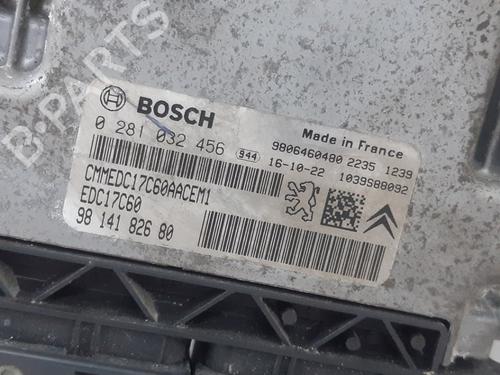 B-PARTS
BOSCH
0 281 032 456 944
Made in France
9806460480 2235 1239
16-10-22 1039S88092
CMMEDC17C60AACEM1
EDC17C60
98 141 826 80